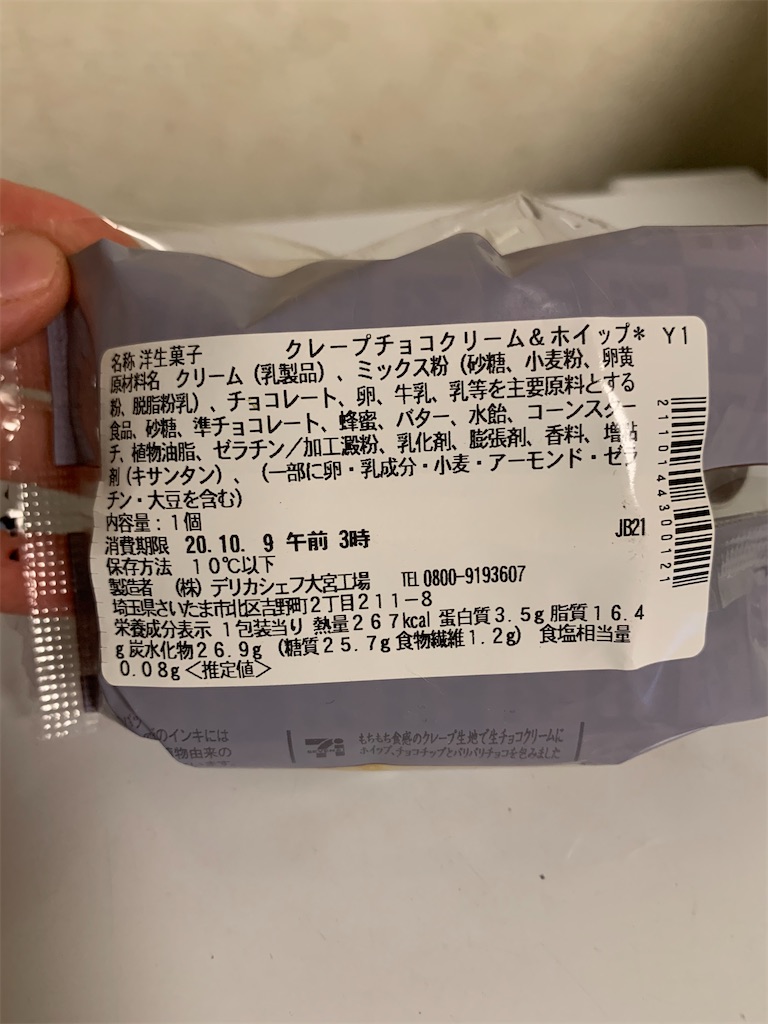 名称 洋生菓子 クレープチョコクリーム&ホイップ* Y1
原材料名 クリーム(乳製品)、ミックス粉(砂糖、小麦粉、卵黄
粉、脱脂粉乳)、チョコレート、卵、牛乳、乳等を主要原料とする
食品、砂糖、準チョコレート、蜂蜜、バター、水飴、コーンスター
チ、植物油脂、ゼラチン/加工澱粉、乳化剤、膨張剤、香料、増粘
剤(キサンタン)、(一部に卵・乳成分・小麦・アーモンド・ゼラ
チン・大豆を含む)
内容量:1個
消費期限 20.10. 9 午前 3時
JB21
保存方法 10℃以下
製造者 (株)デリカシェフ大宮工場 TEL 0800-9193607
埼玉県さいたま市北区吉野町2丁目211-8
栄養成分表示 1包装当り 熱量267kcal 蛋白質3.5g 脂質16.4
g 炭水化物26.9g (糖質25.7g 食物繊維1.2g) 食塩相当量
0.08g<推定値>
2110144300121
のインキには
物由来の
もちもち食感のクレープ生地で生チョコクリームに
ホイップ、チョコチップとパリパリチョコを包みました